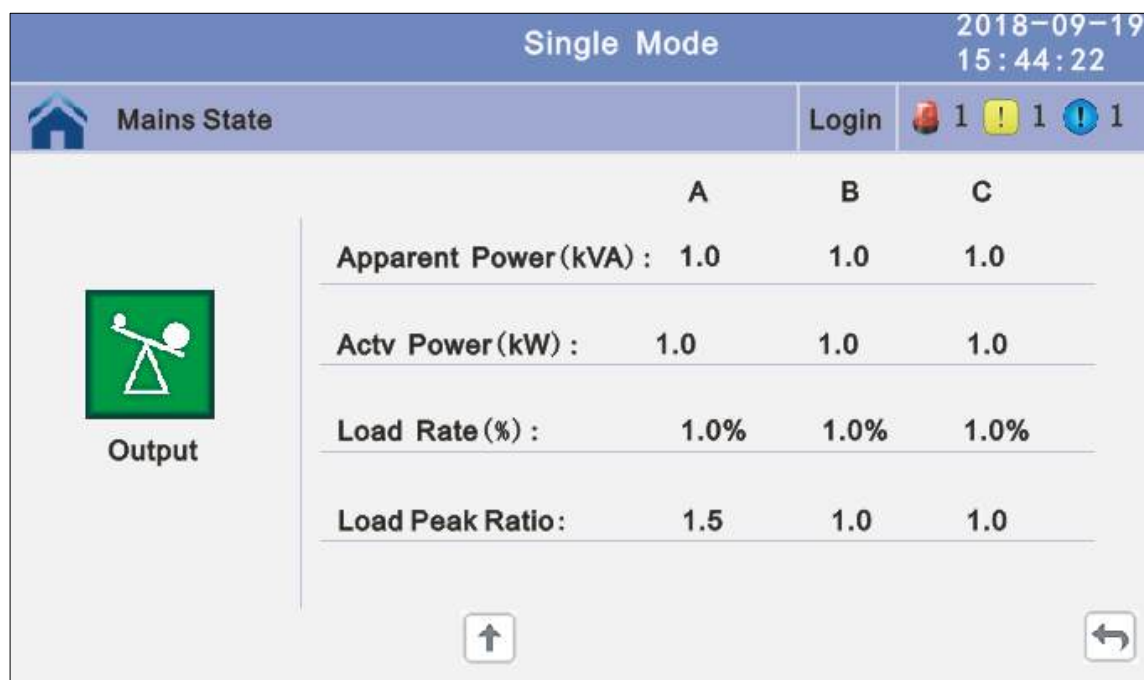 Single Mode
2018-09-19
15:44:22
Mains State
Login
1 ! 1 ! 1
A B C
Apparent Power(kVA): 1.0 1.0 1.0
Actv Power(kW): 1.0 1.0 1.0
Load Rate(%): 1.0% 1.0% 1.0%
Output
Load Peak Ratio: 1.5 1.0 1.0